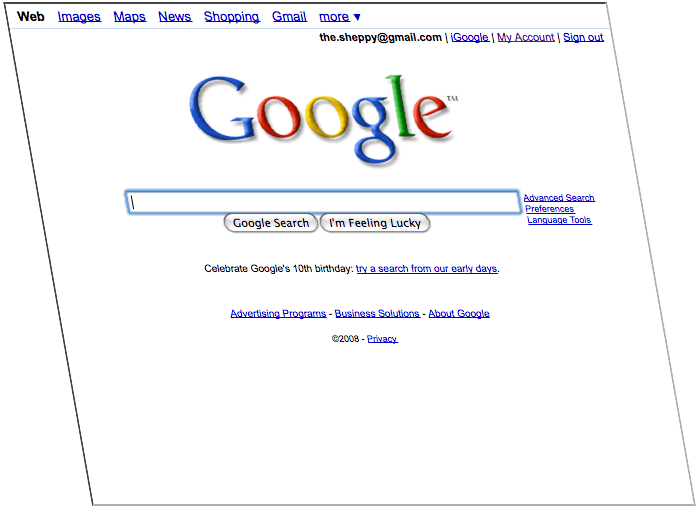 Web Images Maps News Shopping Gmail more ▼
the.sheppy@gmail.com | iGoogle | My Account | Sign out
Google™
Advanced Search
Preferences
Language Tools
Google Search I'm Feeling Lucky
Celebrate Google's 10th birthday: try a search from our early days.
Advertising Programs - Business Solutions - About Google
©2008 - Privacy